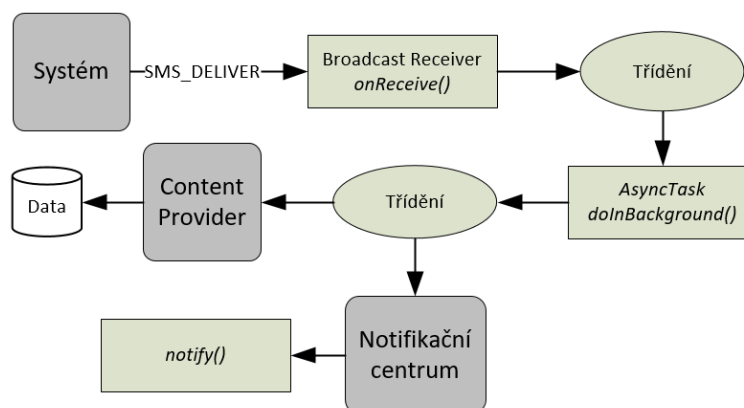 Systém
SMS_DELIVER
Broadcast Receiver
onReceive()
Třídění
Data
Content
Provider
Třídění
AsyncTask
doInBackground()
notify()
Notifikační
centrum